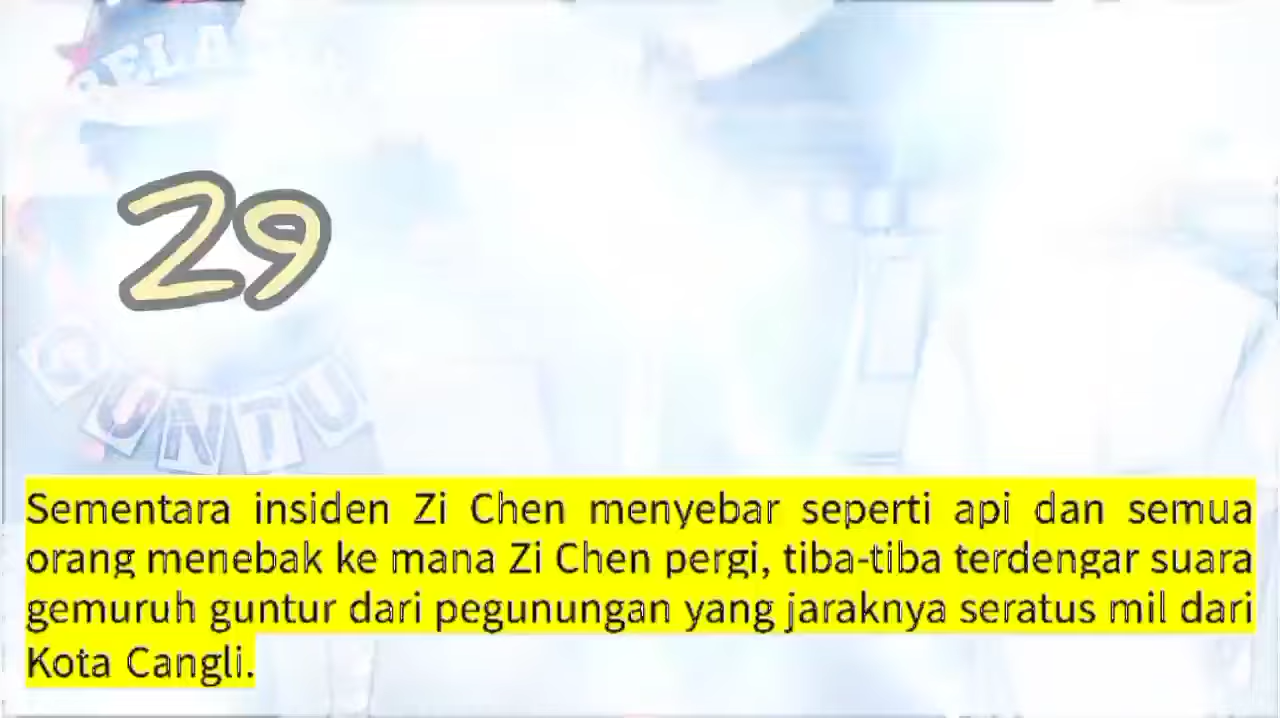 29
GUNTU
Sementara insiden Zi Chen menyebar seperti api dan semua
orang menebak ke mana Zi Chen pergi, tiba-tiba terdengar suara
gemuruh guntur dari pegunungan yang jaraknya seratus mil dari
Kota Cangli.